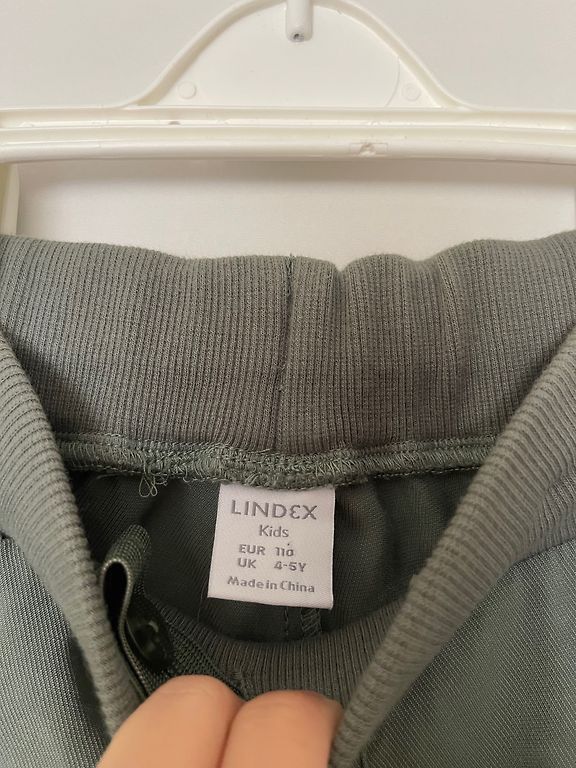 LINDEX
Kids
EUR 110
UK 4-5Y
Made in China